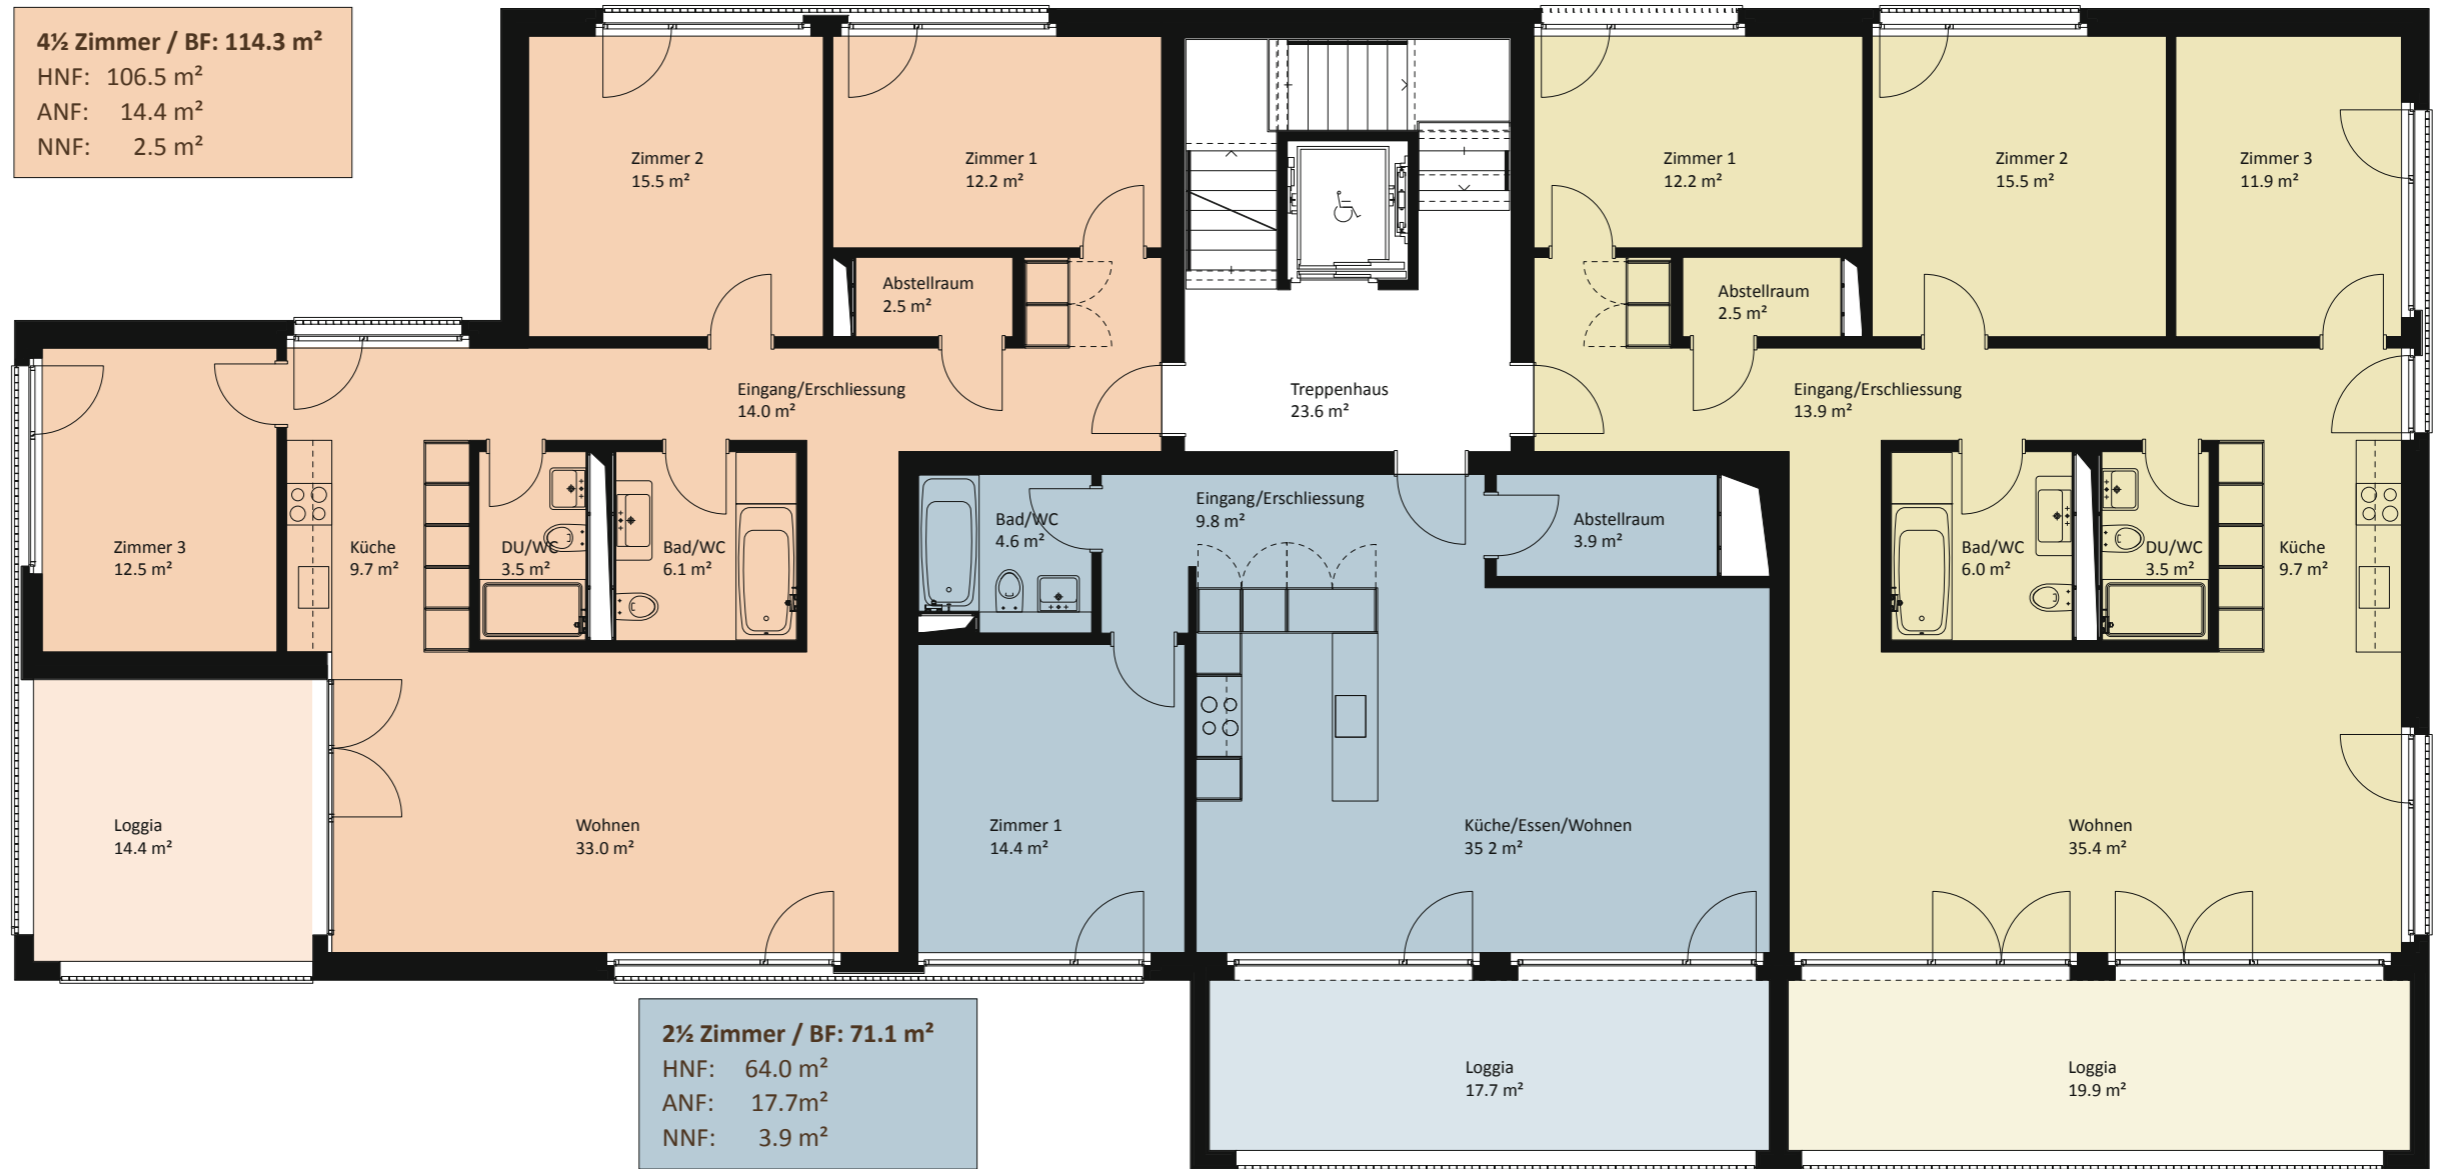 4½ Zimmer / BF: 114.3 m²
HNF: 106.5 m²
ANF: 14.4 m²
NNF: 2.5 m²
Zimmer 2
15.5 m²
Zimmer 1
12.2 m²
Abstellraum
2.5 m²
Eingang/Erschliessung
14.0 m²
Zimmer 3
12.5 m²
Küche
9.7 m²
DU/WC
3.5 m²
Bad/WC
6.1 m²
Loggia
14.4 m²
Wohnen
33.0 m²
Treppenhaus
23.6 m²
Bad/WC
4.6 m²
Eingang/Erschliessung
9.8 m²
Abstellraum
3.9 m²
Zimmer 1
14.4 m²
Küche/Essen/Wohnen
35 2 m²
Loggia
17.7 m²
2½ Zimmer / BF: 71.1 m²
HNF: 64.0 m²
ANF: 17.7m²
NNF: 3.9 m²
Zimmer 1
12.2 m²
Zimmer 2
15.5 m²
Zimmer 3
11.9 m²
Abstellraum
2.5 m²
Eingang/Erschliessung
13.9 m²
Bad/WC
6.0 m²
DU/WC
3.5 m²
Küche
9.7 m²
Wohnen
35.4 m²
Loggia
19.9 m²